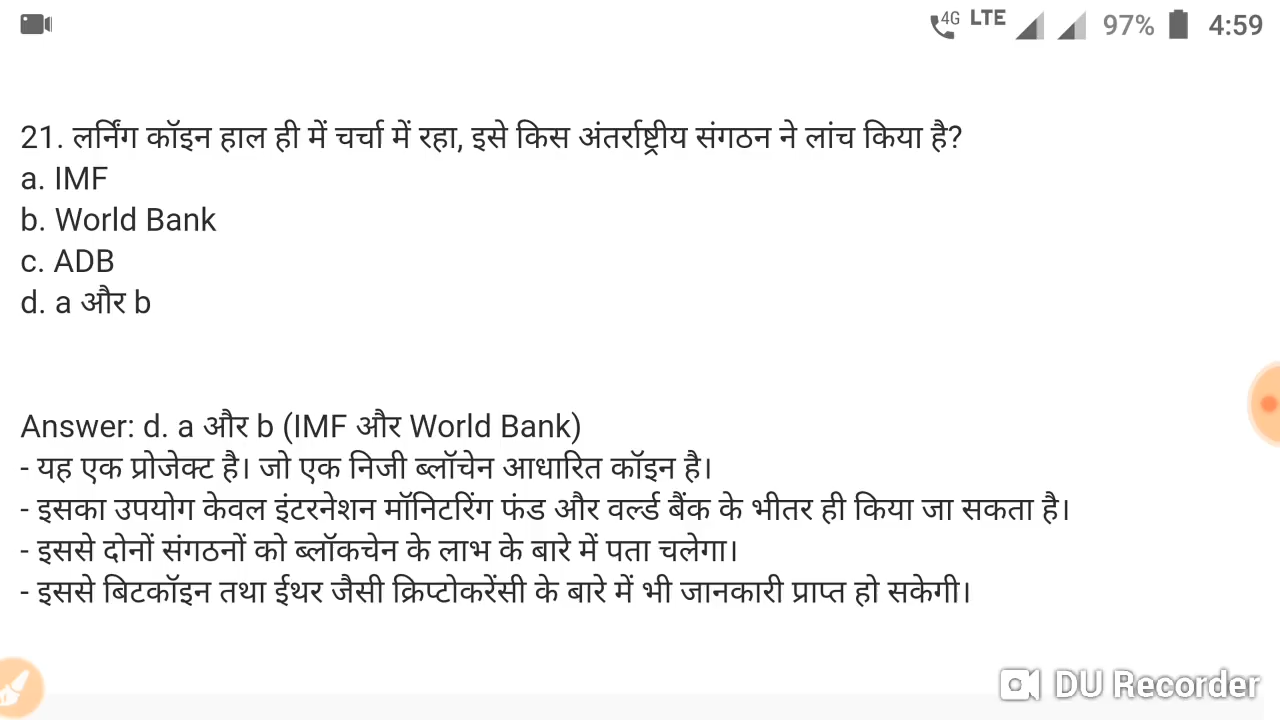 4G LTE 97% 4:59
21. लर्निंग कॉइन हाल ही में चर्चा में रहा, इसे किस अंतर्राष्ट्रीय संगठन ने लांच किया है?
a. IMF
b. World Bank
c. ADB
d. a और b
Answer: d. a और b (IMF और World Bank)
- यह एक प्रोजेक्ट है। जो एक निजी ब्लॉचेन आधारित कॉइन है।
- इसका उपयोग केवल इंटरनेशन मॉनिटरिंग फंड और वर्ल्ड बैंक के भीतर ही किया जा सकता है।
- इससे दोनों संगठनों को ब्लॉकचेन के लाभ के बारे में पता चलेगा।
- इससे बिटकॉइन तथा ईथर जैसी क्रिप्टोकरेंसी के बारे में भी जानकारी प्राप्त हो सकेगी।
DU Recorder